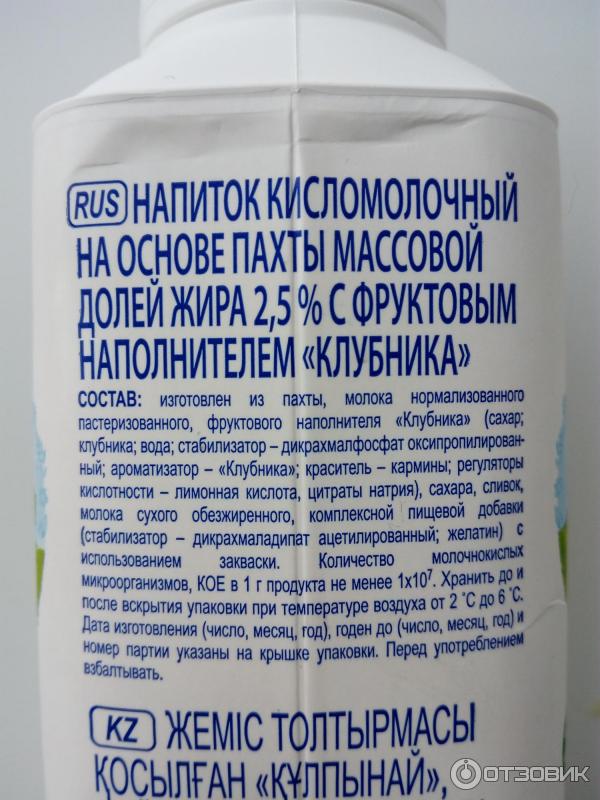 RUS НАПИТОК КИСЛОМОЛОЧНЫЙ
НА ОСНОВЕ ПАХТЫ МАССОВОЙ
ДОЛЕЙ ЖИРА 2,5 % С ФРУКТОВЫМ
НАПОЛНИТЕЛЕМ «КЛУБНИКА»
СОСТАВ: изготовлен из пахты, молока нормализованного
пастеризованного, фруктового наполнителя «Клубника» (сахар;
клубника; вода; стабилизатор – дикрахмалфосфат оксипропилирован-
ный; ароматизатор – «Клубника»; краситель – кармины; регуляторы
кислотности – лимонная кислота, цитраты натрия), сахара, сливок,
молока сухого обезжиренного, комплексной пищевой добавки
(стабилизатор – дикрахмаладипат ацетилированный; желатин) с
использованием закваски. Количество молочнокислых
микроорганизмов, КОЕ в 1 г продукта не менее 1х10⁷. Хранить до и
после вскрытия упаковки при температуре воздуха от 2 ˚С до 6 ˚С.
Дата изготовления (число, месяц, год), годен до (число, месяц, год) и
номер партии указаны на крышке упаковки. Перед употреблением
взбалтывать.
KZ ЖЕМІС ТОЛТЫРМАСЫ
ҚОСЫЛҒАН «ҚҰЛПЫНАЙ»,
ОТЗОВИК